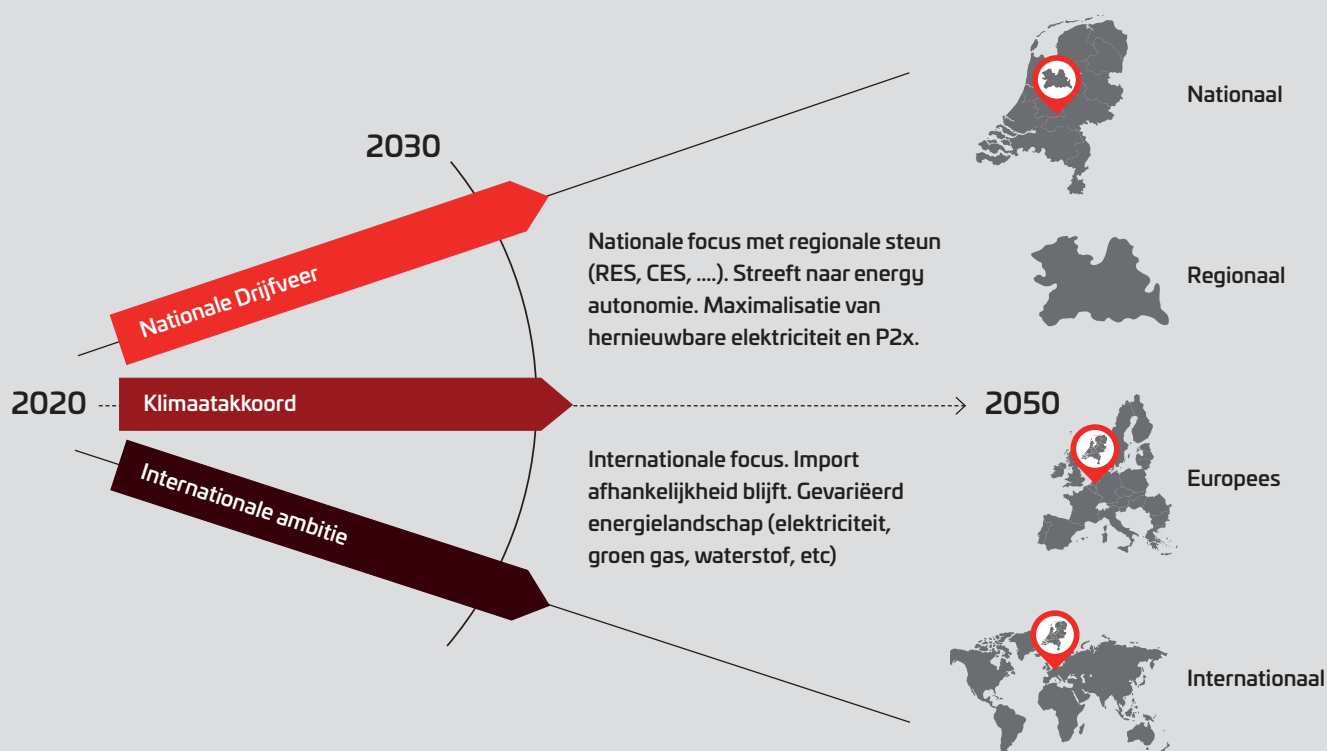 2030
Nationale Drijfveer
Nationale focus met regionale steun
(RES, CES, ....). Streeft naar energy
autonomie. Maximalisatie van
hernieuwbare elektriciteit en P2x.
2020
Klimaatakkoord
2050
Internationale ambitie
Internationale focus. Import
afhankelijkheid blijft. Gevariëerd
energielandschap (elektriciteit,
groen gas, waterstof, etc)
Nationaal
Regionaal
Europees
Internationaal